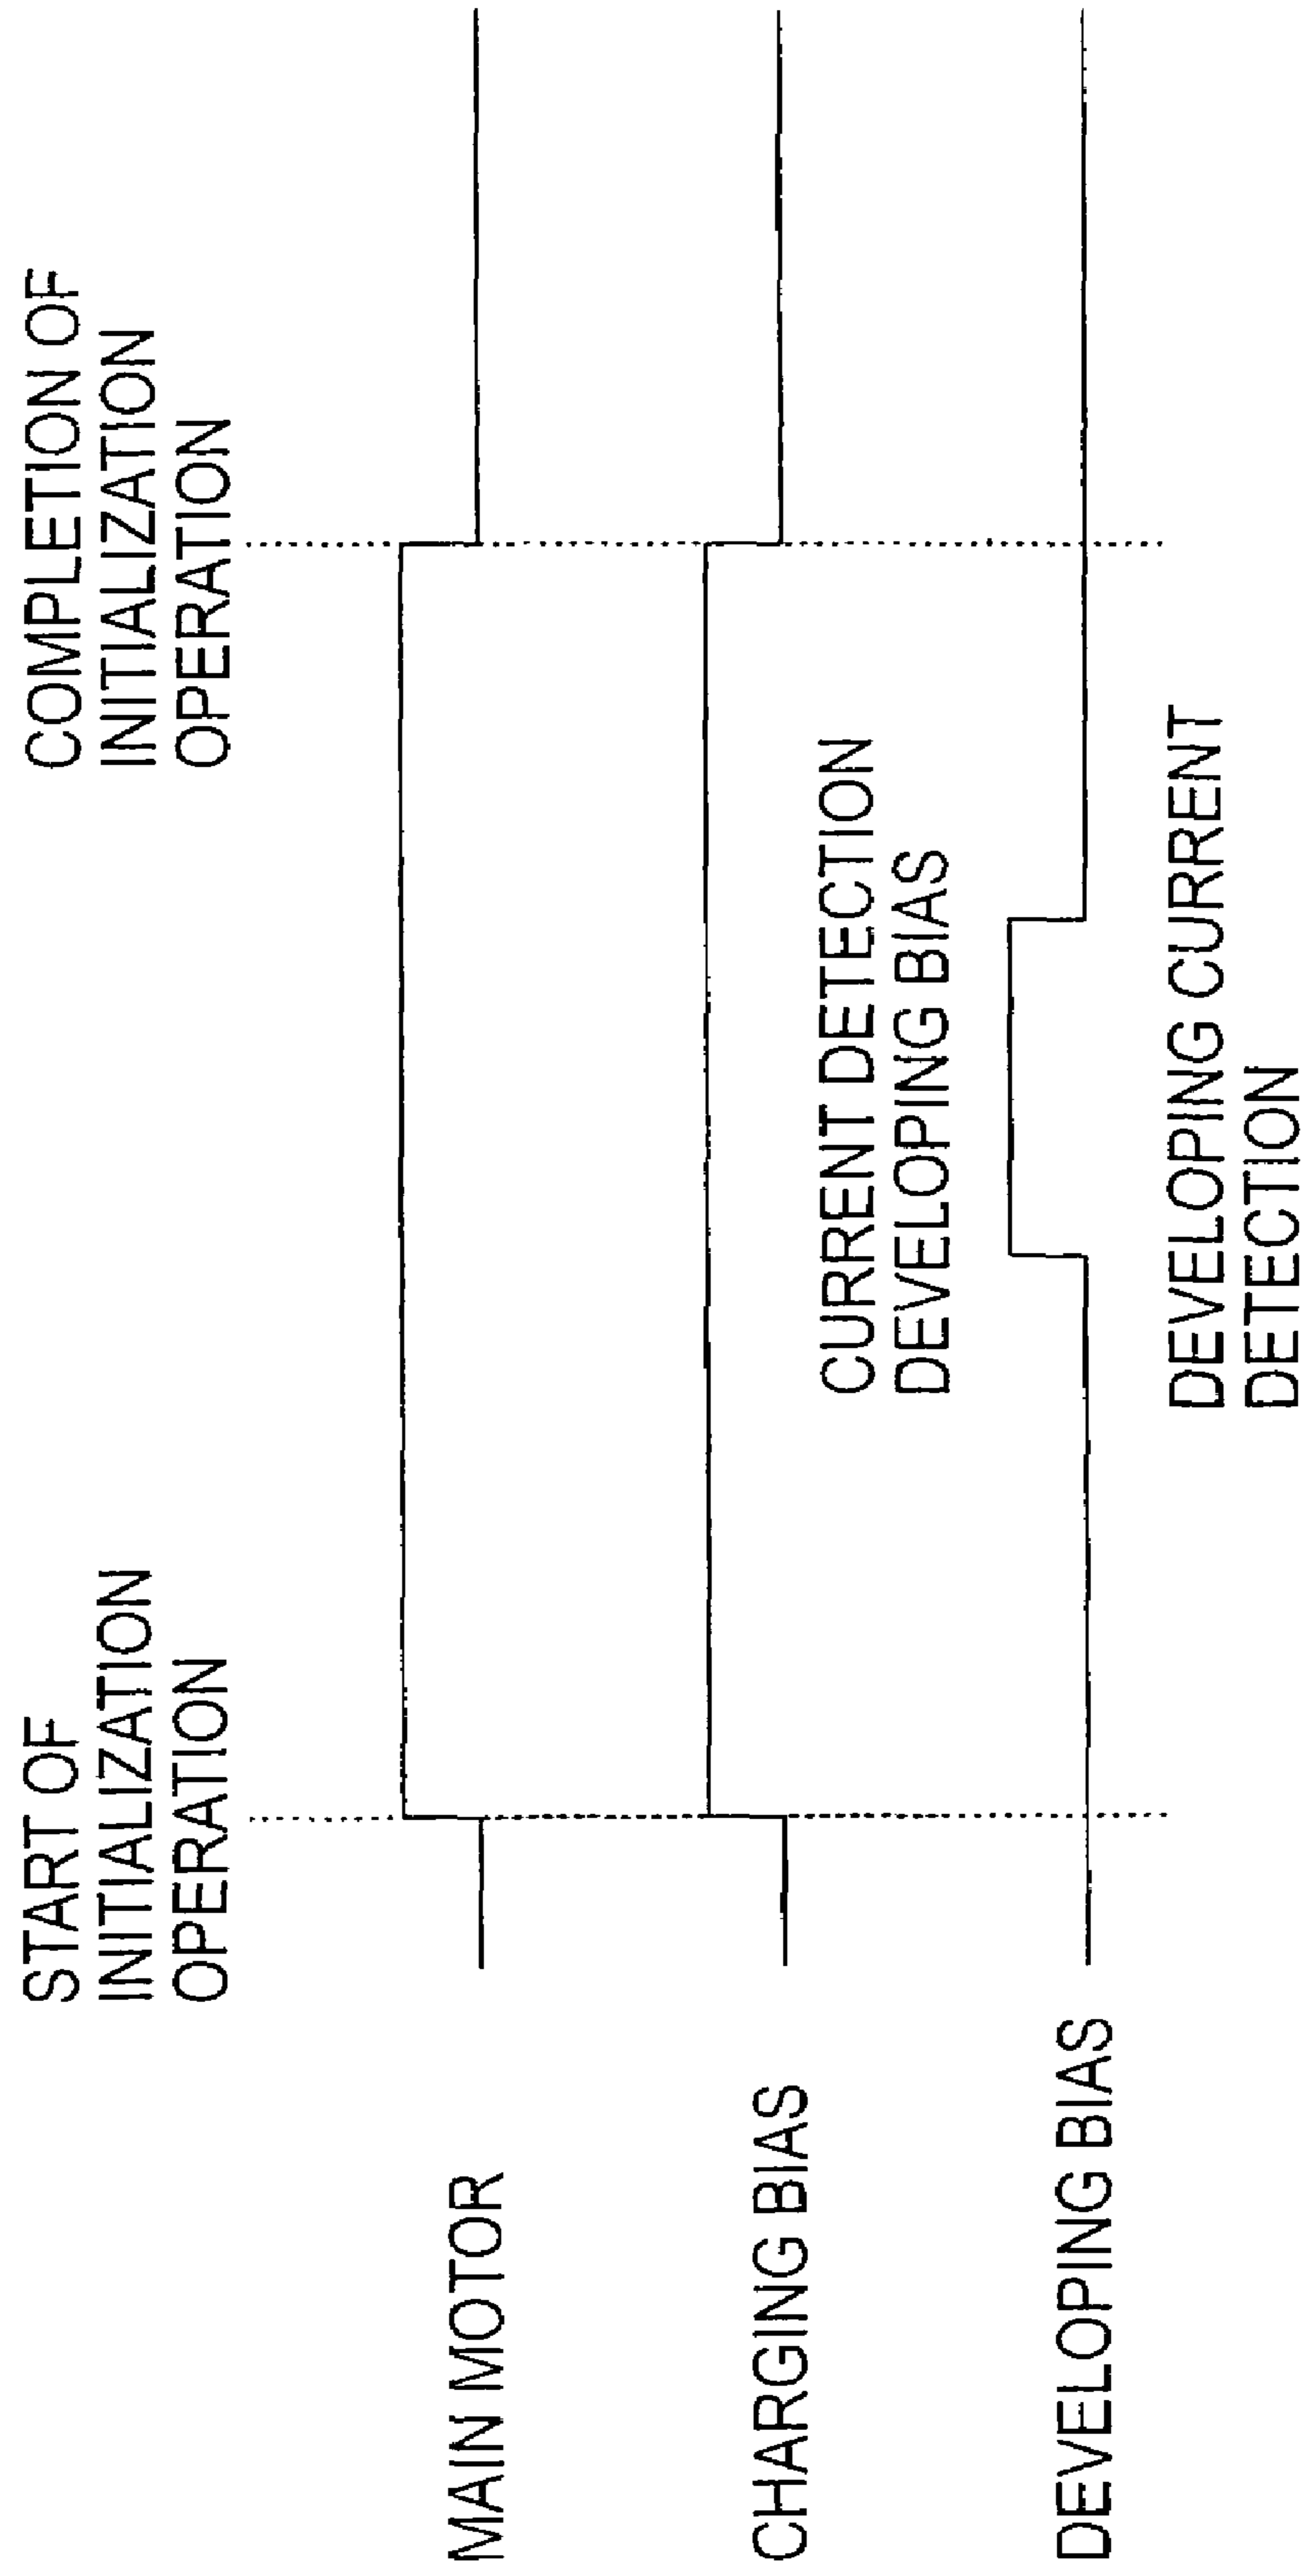 START OF
INITIALIZATION
OPERATION
COMPLETION OF
INITIALIZATION
OPERATION
MAIN MOTOR
CHARGING BIAS
CURRENT DETECTION
DEVELOPING BIAS
DEVELOPING BIAS
DEVELOPING CURRENT
DETECTION